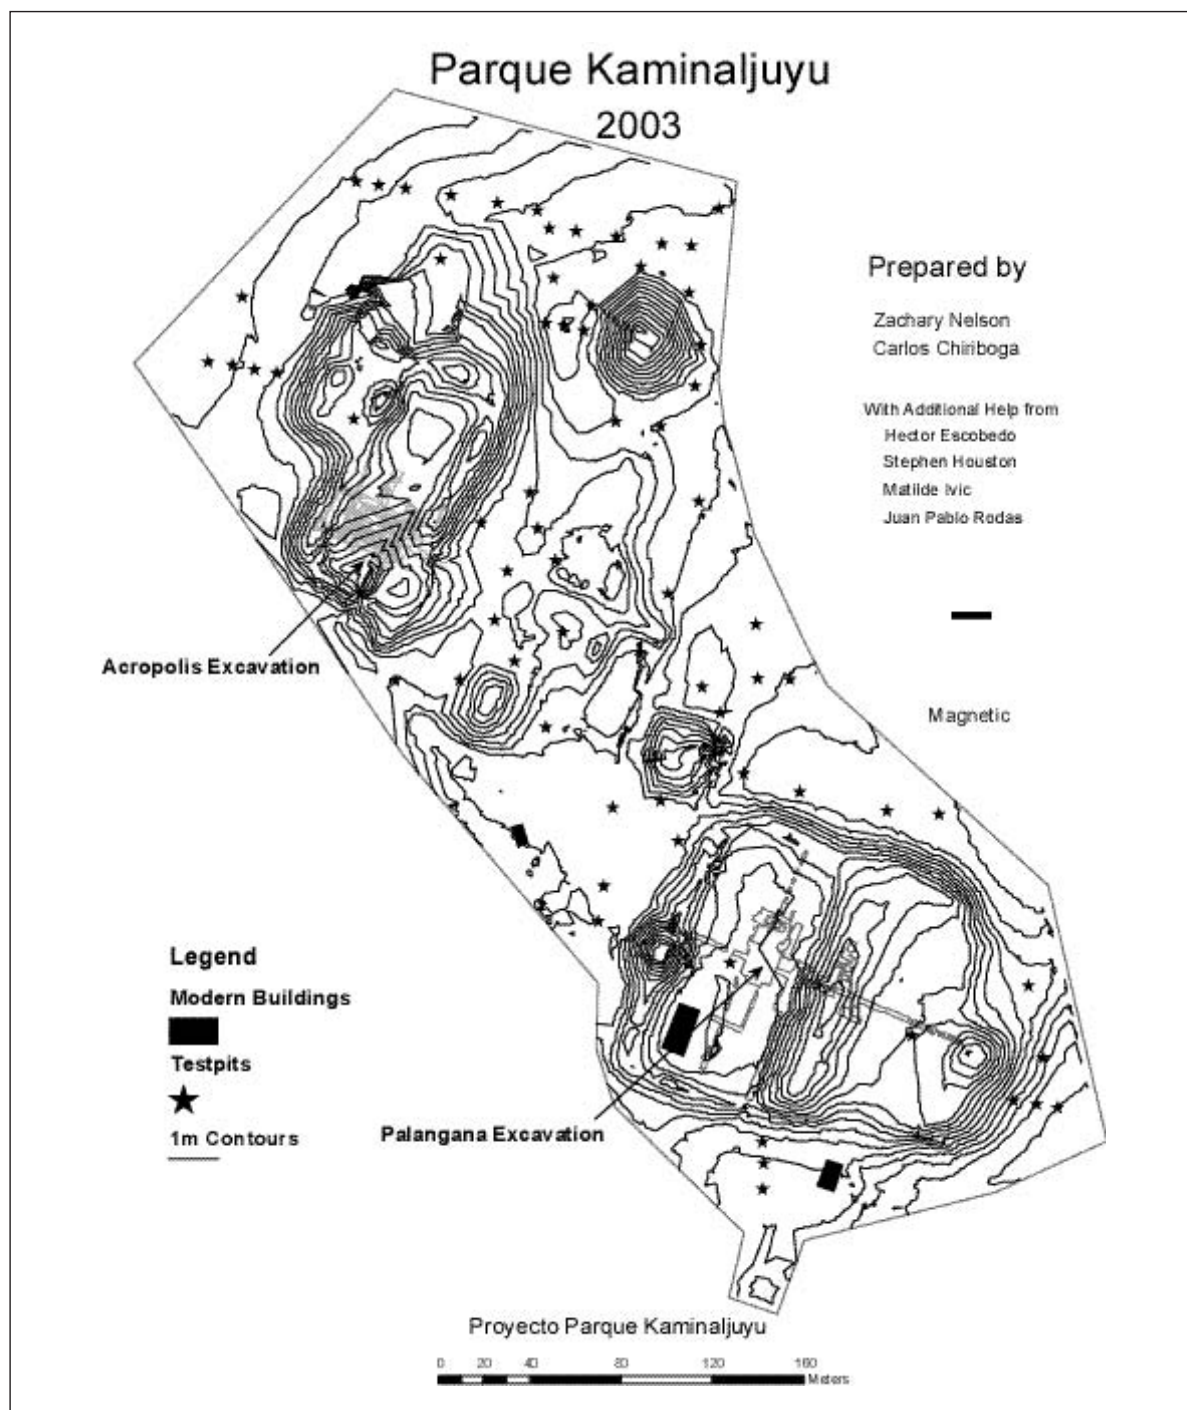 Parque Kaminaljuyu
2003
Prepared by
Zachary Nelson
Carlos Chiriboga
With Additional Help from
Hector Escobedo
Stephen Houston
Matilde Ivic
Juan Pablo Rodas
Acropolis Excavation
Magnetic
Legend
Modern Buildings
Testpits
1m Contours
Palangana Excavation
Proyecto Parque Kaminaljuyu
0 20 40 80 120 160
Meters